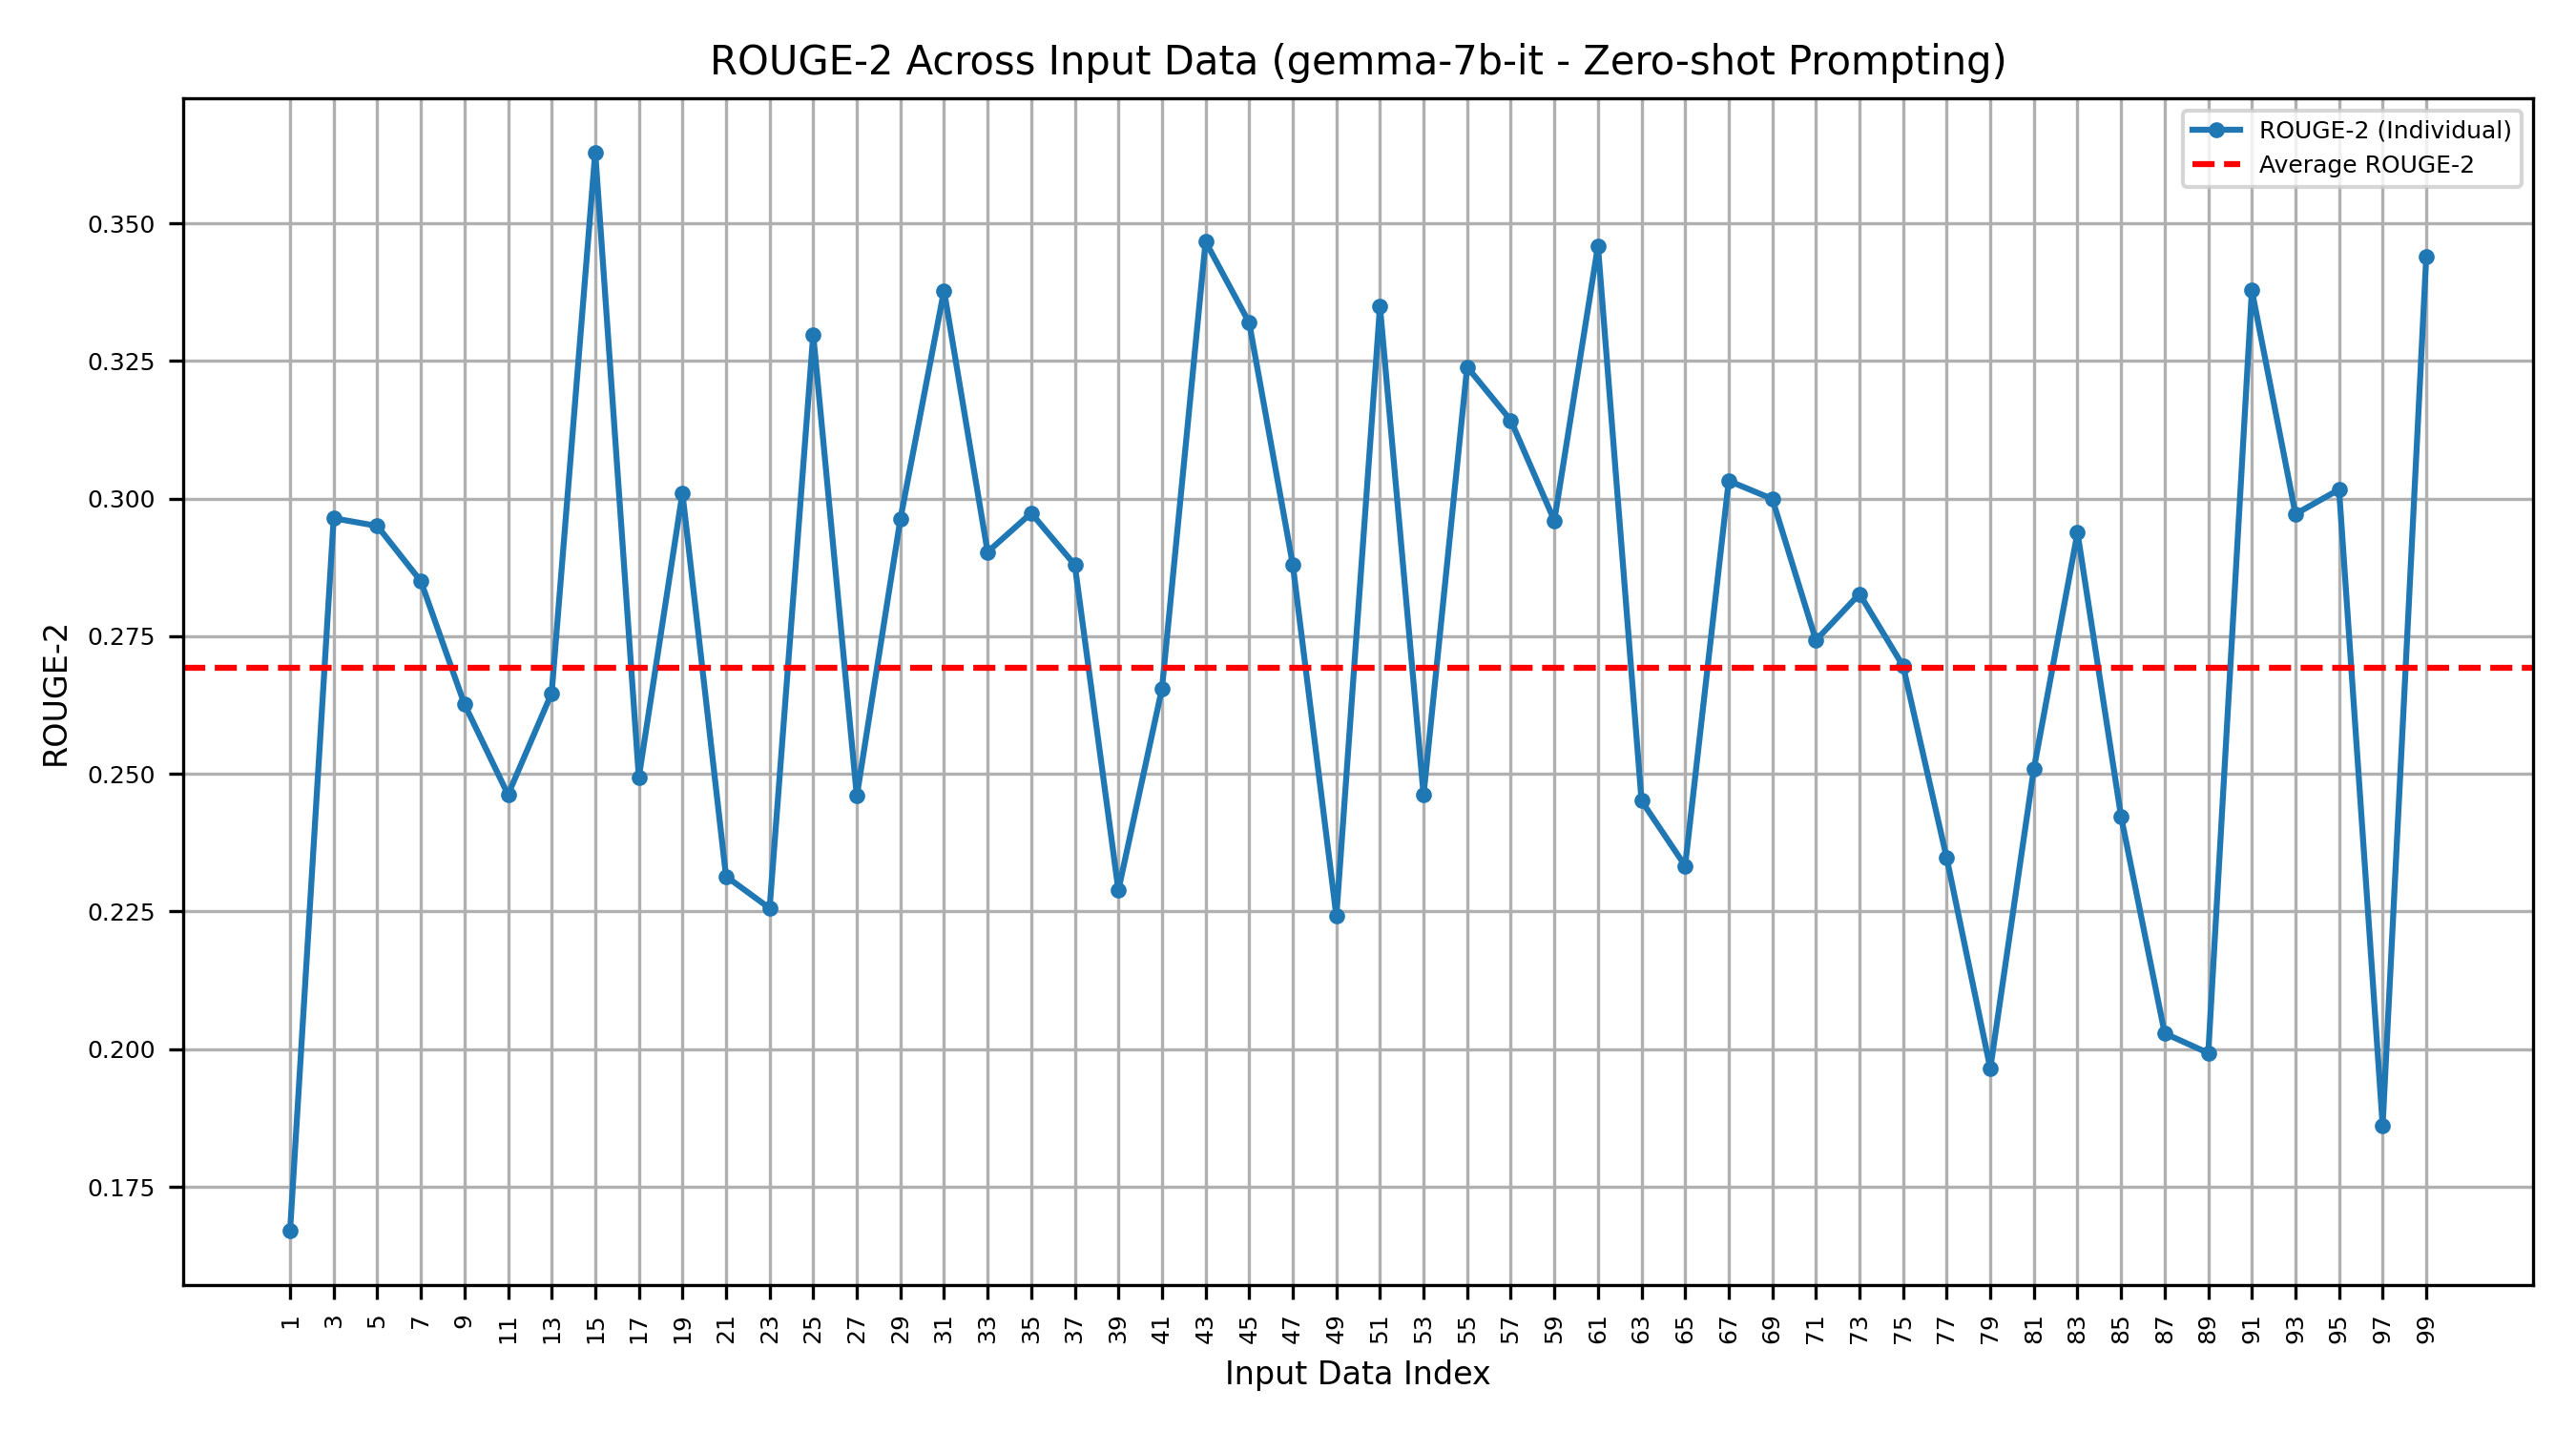 ROUGE-2 Across Input Data (gemma-7b-it - Zero-shot Prompting)
ROUGE-2 (Individual)
Average ROUGE-2
0.350
0.325
0.300
0.275
0.250
0.225
0.200
0.175
ROUGE-2
1 3 5 7 9 11 13 15 17 19 21 23 25 27 29 31 33 35 37 39 41 43 45 47 49 51 53 55 57 59 61 63 65 67 69 71 73 75 77 79 81 83 85 87 89 91 93 95 97 99
Input Data Index